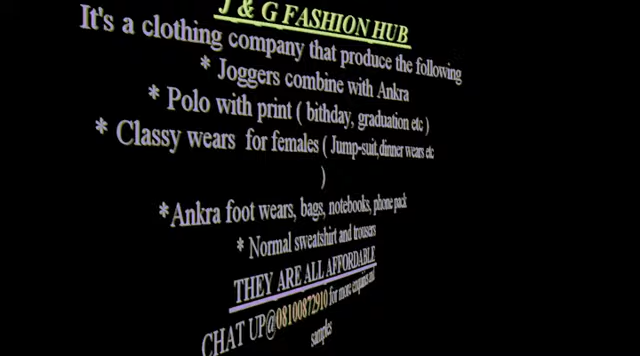 J & G FASHION HUB
It's a clothing company that produce the following
* Joggers combine with Ankra
* Polo with print ( bithday, graduation etc )
* Classy wears for females ( Jump-suit,dinner wears etc
)
*Ankra foot wears, bags, notebooks, phone pack
* Normal sweatshirt and trousers
THEY ARE ALL AFFORDABLE
CHAT UP@08100872910 for more enquires and
samples